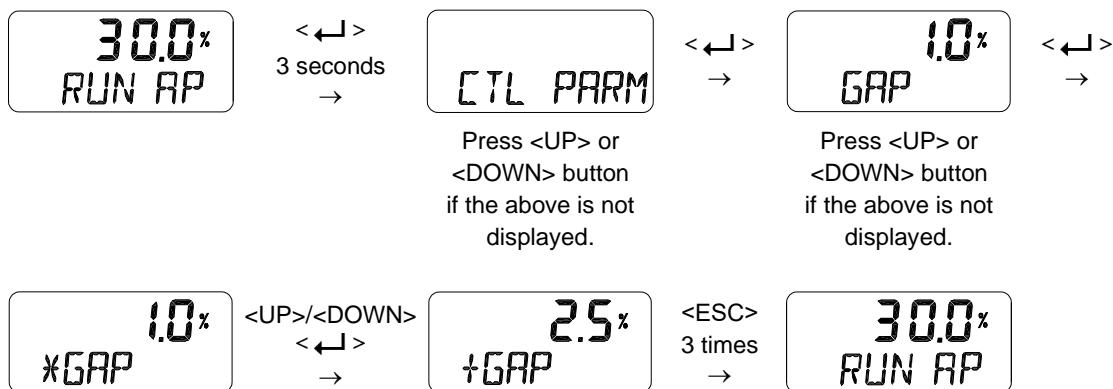 30.0%
RUN AP
< ↵ >
3 seconds
→
CTL PARM
Press <UP> or
<DOWN> button
if the above is not
displayed.
< ↵ >
→
1.0%
GAP
Press <UP> or
<DOWN> button
if the above is not
displayed.
< ↵ >
→
1.0%
*GAP
<UP>/<DOWN>
< ↵ >
→
2.5%
+GAP
<ESC>
3 times
→
30.0%
RUN AP